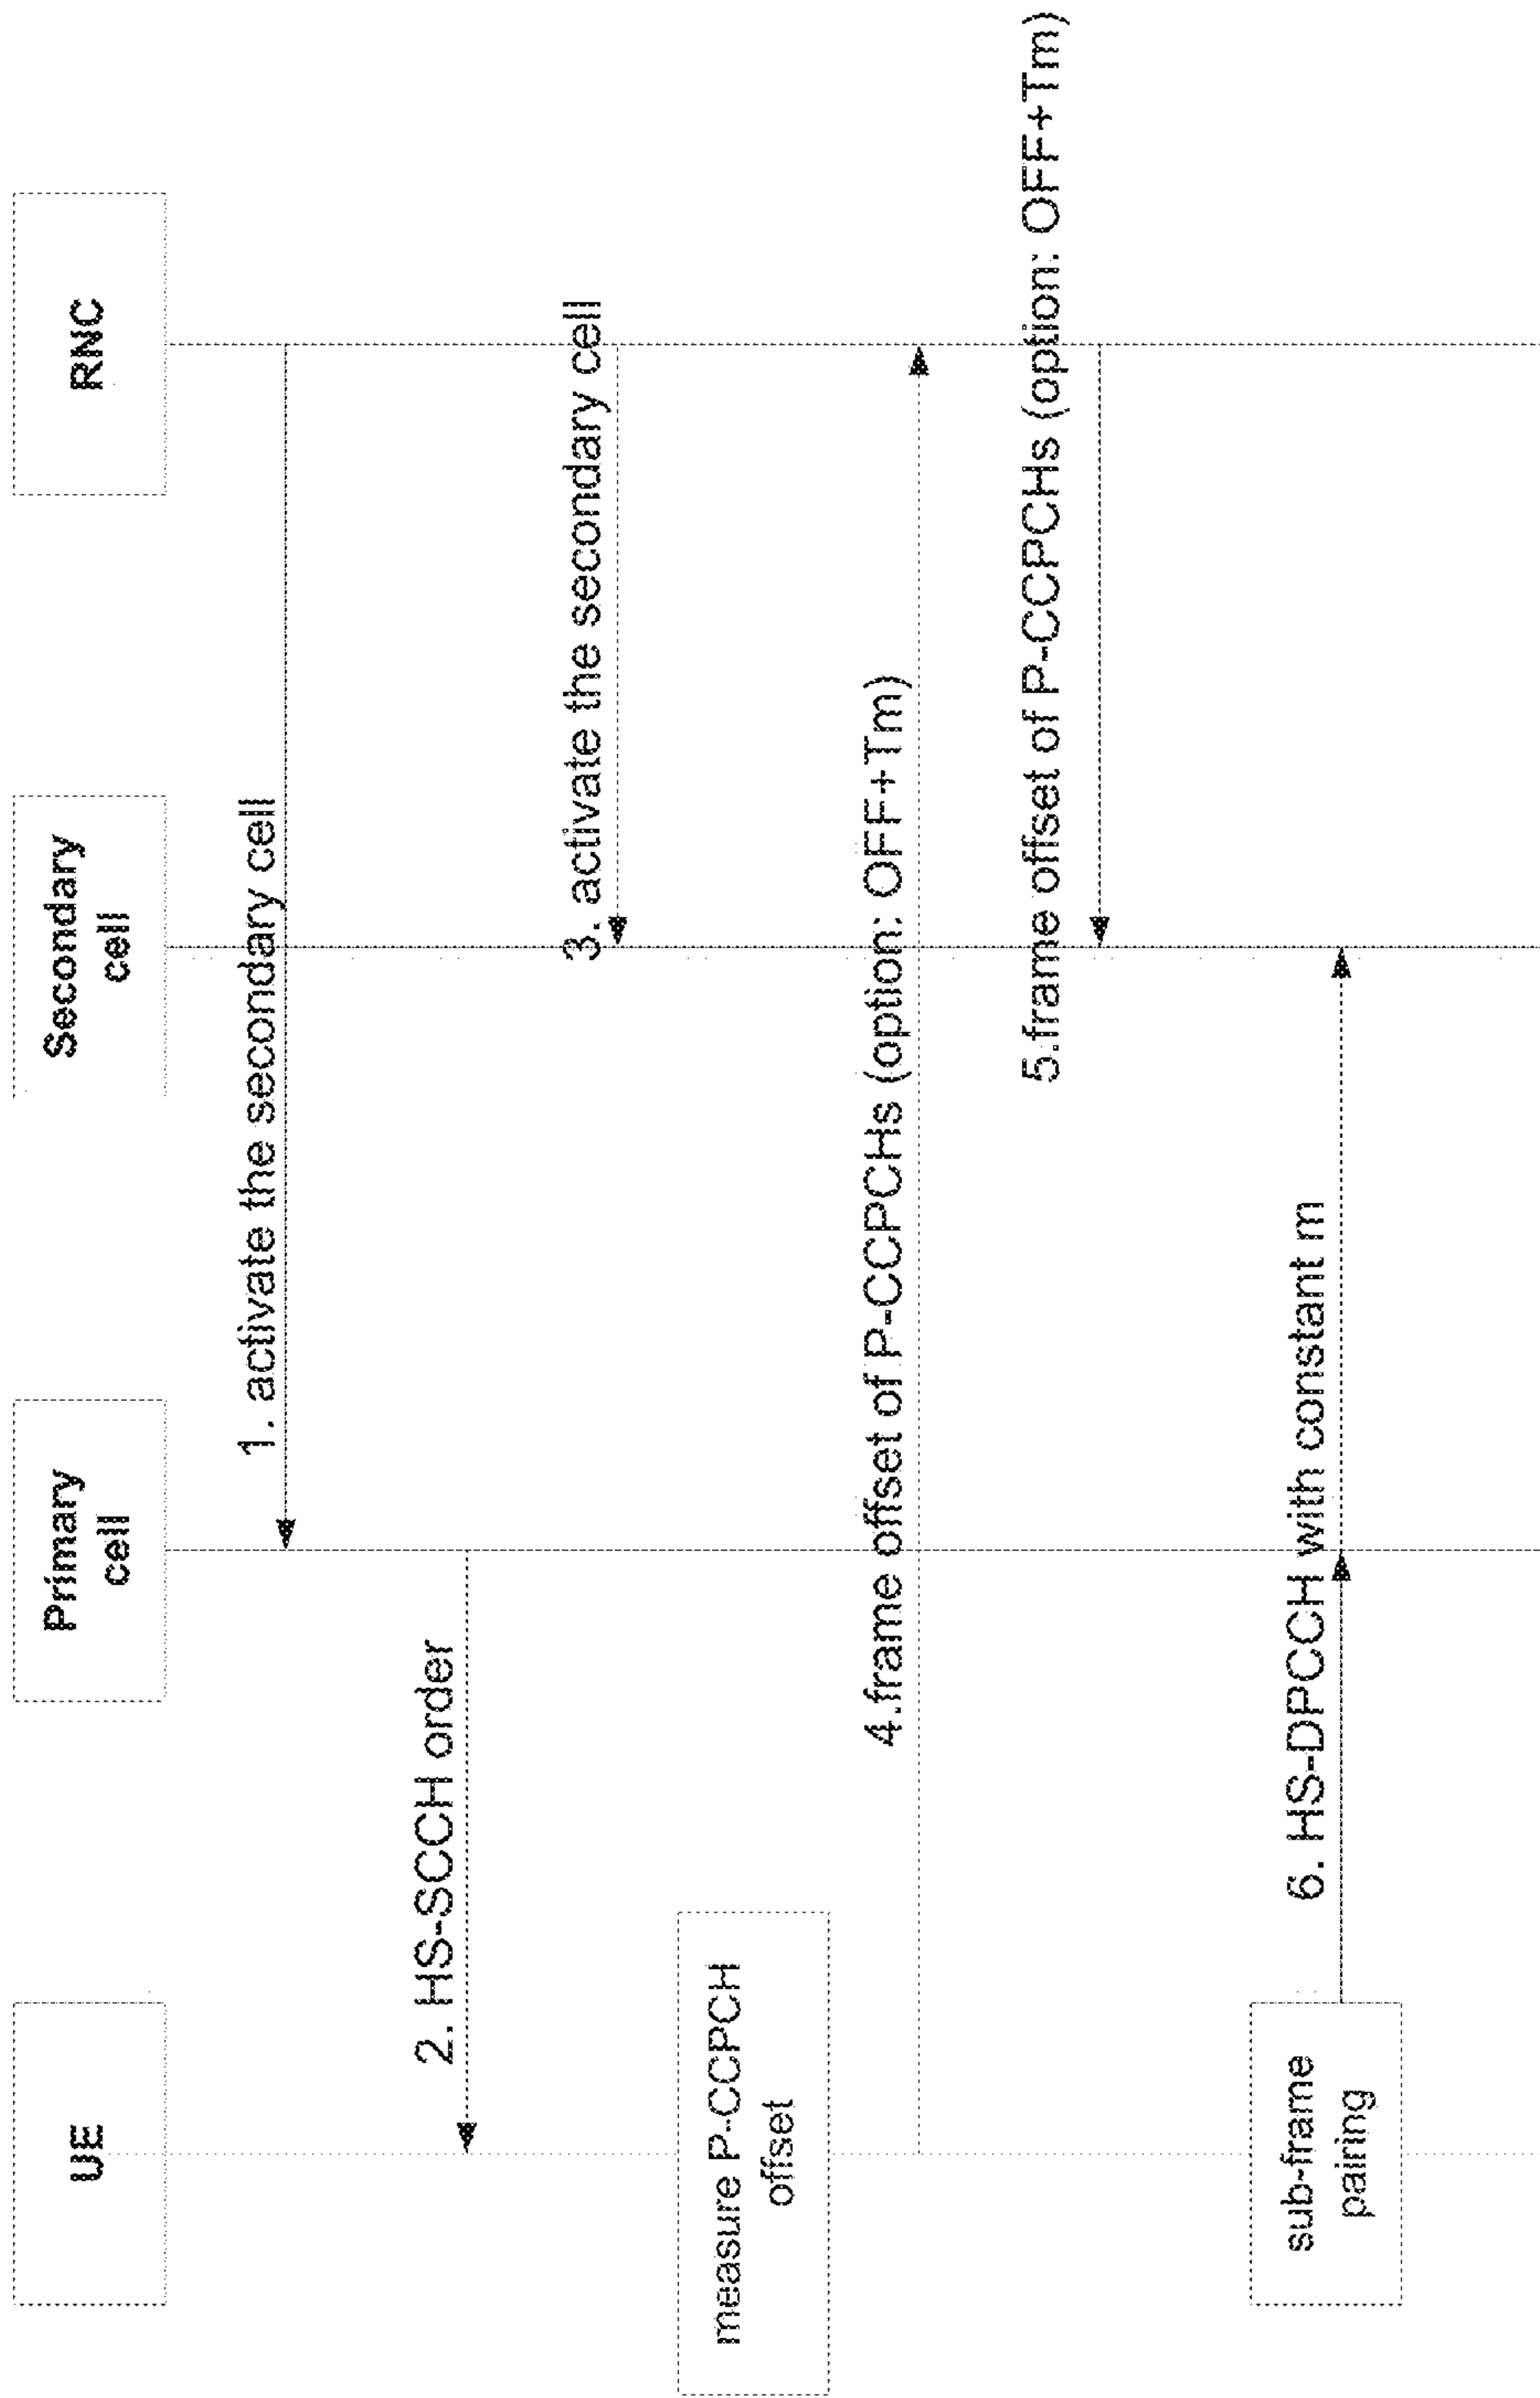 UE
Primary
cell
Secondary
cell
RNC
1. activate the secondary cell
2. HS-SCCH order
3. activate the secondary cell
measure P-CCPCH
offset
4.frame offset of P-CCPCHs (option: OFF+Tm)
5.frame offset of P-CCPCHs (option: OFF+Tm)
sub-frame
pairing
6. HS-DPCCH with constant m